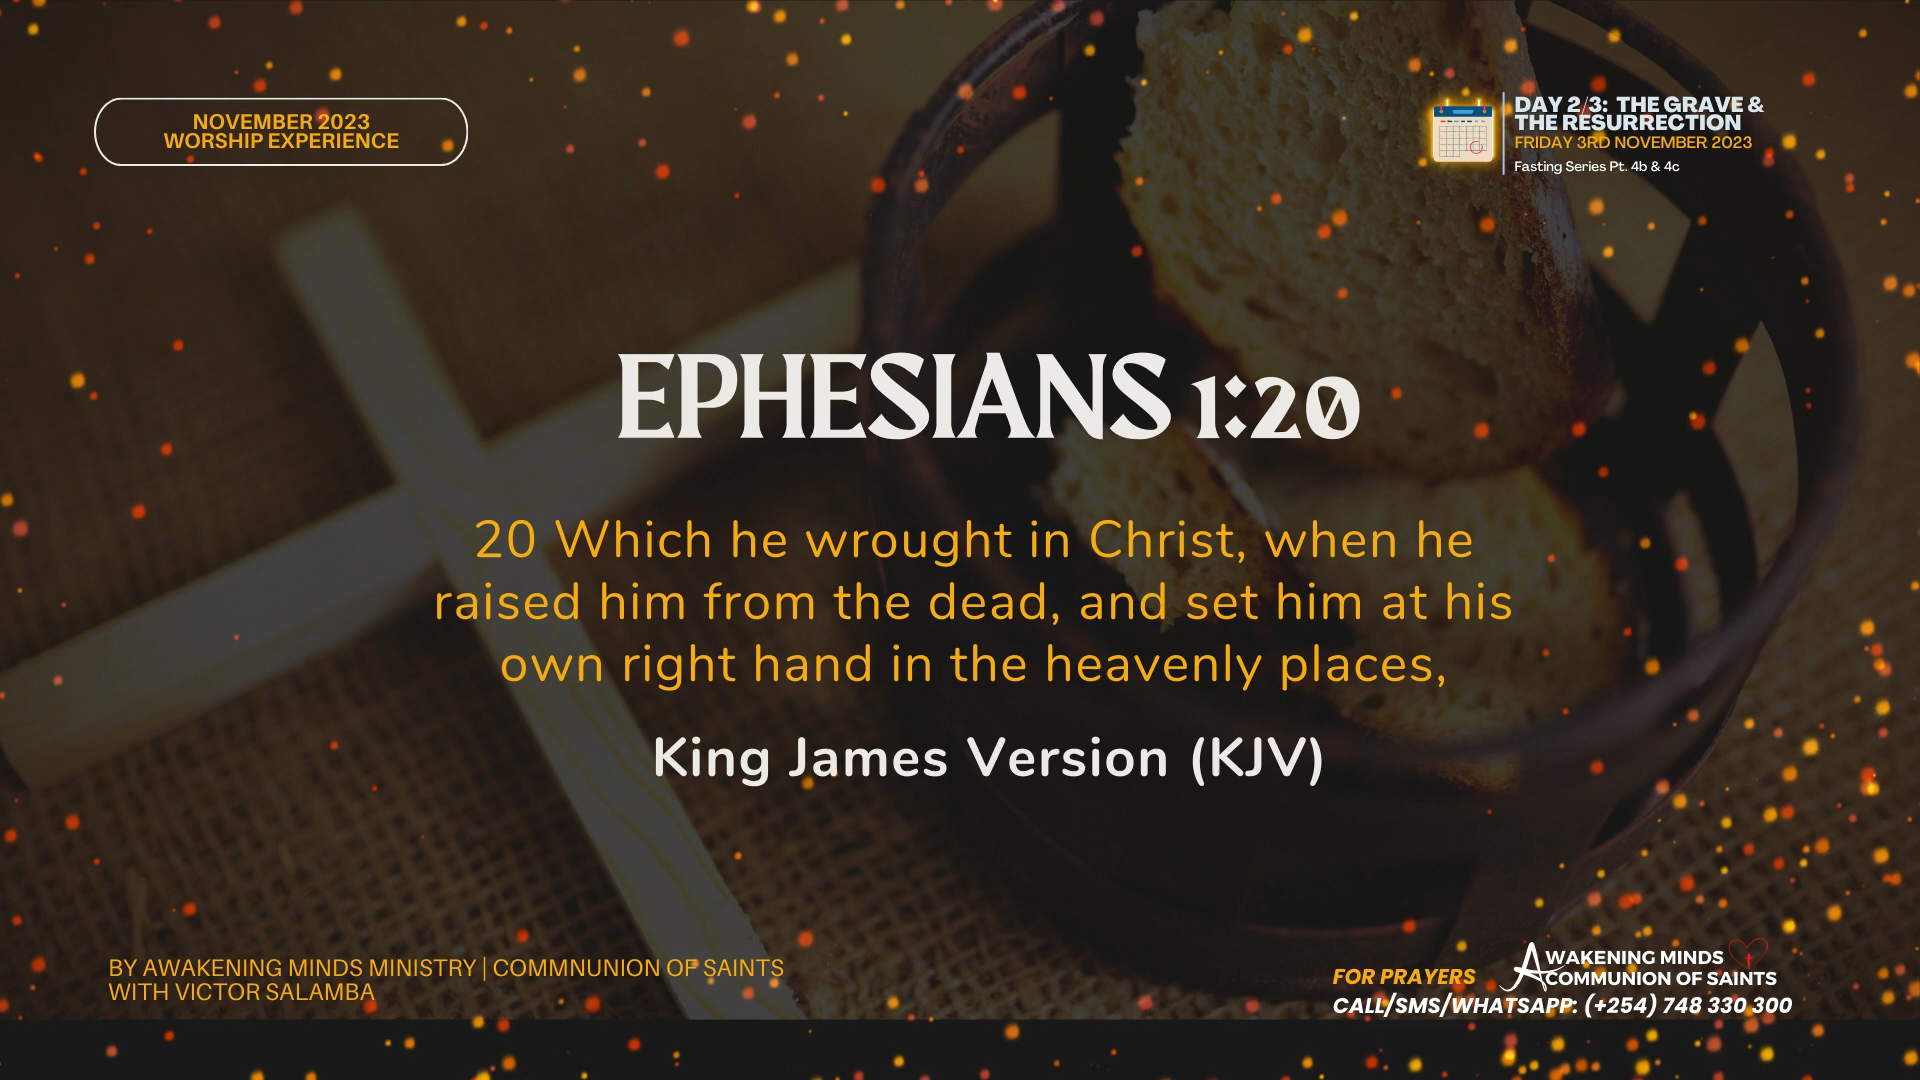 NOVEMBER 2023
WORSHIP EXPERIENCE
DAY 2/3: THE GRAVE &
THE RESURRECTION
FRIDAY 3RD NOVEMBER 2023
Fasting Series Pt. 4b & 4c
EPHESIANS 1:20
20 Which he wrought in Christ, when he
raised him from the dead, and set him at his
own right hand in the heavenly places,
King James Version (KJV)
BY AWAKENING MINDS MINISTRY | COMMNUNION OF SAINTS
WITH VICTOR SALAMBA
AWAKENING MINDS
COMMUNION OF SAINTS
FOR PRAYERS
CALL/SMS/WHATSAPP: (+254) 748 330 300